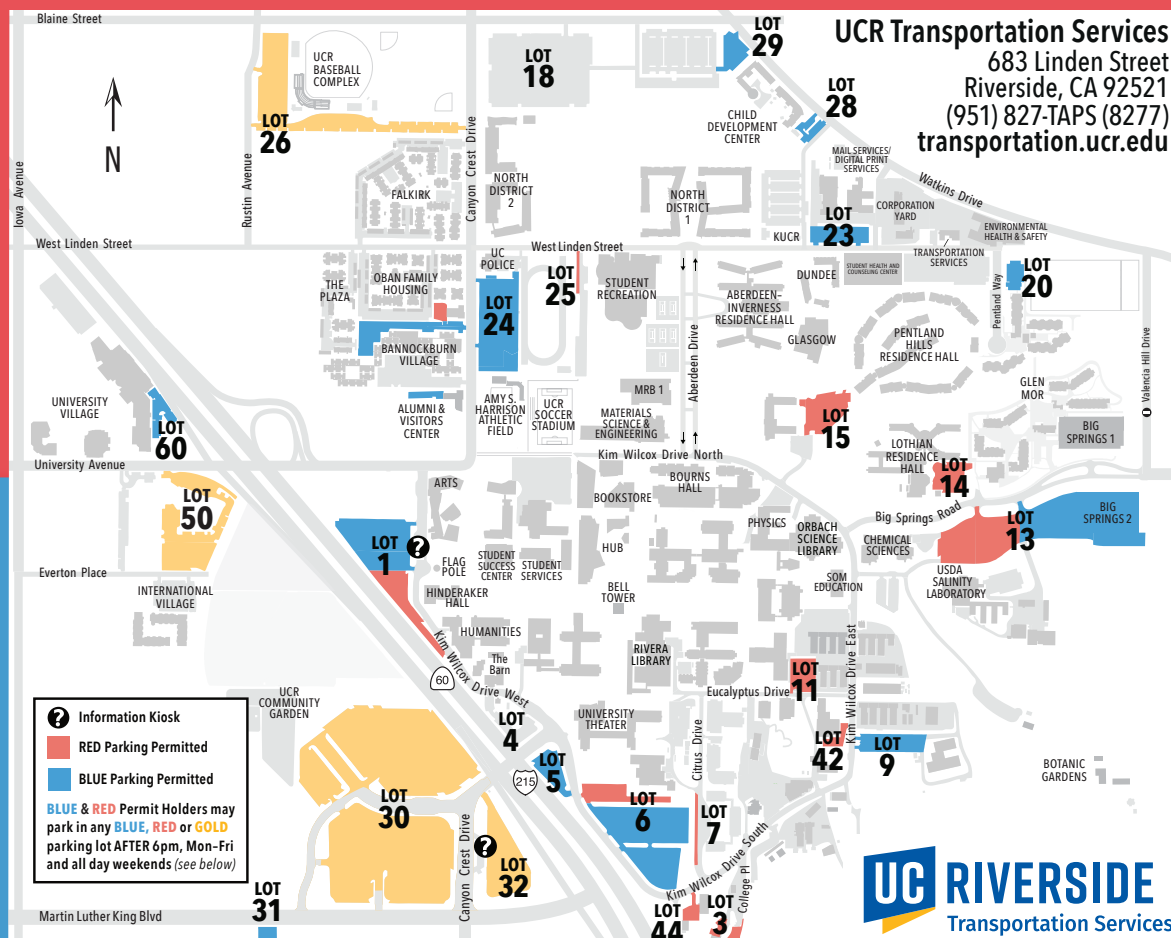 Blaine Street
UCR Transportation Services
683 Linden Street
Riverside, CA 92521
(951) 827-TAPS (8277)
transportation.ucr.edu
LOT
29
LOT
18
UCR
BASEBALL
COMPLEX
LOT
28
LOT
26
CHILD
DEVELOPMENT
CENTER
N
Iowa Avenue
Rustin Avenue
Canyon Crest Drive
MAIL SERVICES/
DIGITAL PRINT
SERVICES
Watkins Drive
FALKIRK
NORTH
DISTRICT
2
NORTH
DISTRICT
1
CORPORATION
YARD
LOT
23
KUCR
ENVIRONMENTAL
HEALTH & SAFETY
/
TRANSPORTATION
SERVICES
West Linden Street
West Linden Street
UC
POLICE
LOT
25
STUDENT
RECREATION
DUNDEE
STUDENT HEALTH AND
COUNSELING CENTER
LOT
20
Pentland Way
THE
PLAZA
OBAN FAMILY
HOUSING
LOT
24
ABERDEEN–
INVERNESS
RESIDENCE HALL
Aberdeen Drive
GLASGOW
PENTLAND
HILLS
RESIDENCE HALL
BANNOCKBURN
VILLAGE
Valencia Hill Drive
GLEN
MOR
MRB 1
UNIVERSITY
VILLAGE
LOT
60
ALUMNI &
VISITORS
CENTER
AMY S.
HARRISON
ATHLETIC
FIELD
UCR
SOCCER
STADIUM
MATERIALS
SCIENCE &
ENGINEERING
LOT
15
BIG
SPRINGS 1
LOTHIAN
RESIDENCE
HALL
LOT
14
University Avenue
Kim Wilcox Drive North
BOURNS
HALL
ARTS
BOOKSTORE
LOT
50
PHYSICS
ORBACH
SCIENCE
LIBRARY
Big Springs Road
BIG
SPRINGS 2
LOT
13
CHEMICAL
SCIENCES
LOT
1
?
FLAG
POLE
STUDENT
SUCCESS
CENTER
STUDENT
SERVICES
HUB
Everton Place
USDA
SALINITY
LABORATORY
SOM
EDUCATION
INTERNATIONAL
VILLAGE
HINDERAKER
HALL
BELL
TOWER
HUMANITIES
Kim Wilcox Drive West
The
Barn
RIVERA
LIBRARY
Kim Wilcox Drive East
60
LOT
11
Eucalyptus Drive
UCR
COMMUNITY
GARDEN
LOT
4
UNIVERSITY
THEATER
Citrus Drive
LOT
42
LOT
9
? Information Kiosk
RED Parking Permitted
BLUE Parking Permitted
BLUE & RED Permit Holders may
park in any BLUE, RED or GOLD
parking lot AFTER 6pm, Mon–Fri
and all day weekends (see below)
LOT
5
215
BOTANIC
GARDENS
LOT
30
LOT
6
LOT
7
Canyon Crest Drive
?
LOT
32
Kim Wilcox Drive South
College Pl
LOT
31
Martin Luther King Blvd
LOT
44
LOT
3
UC RIVERSIDE
Transportation Services